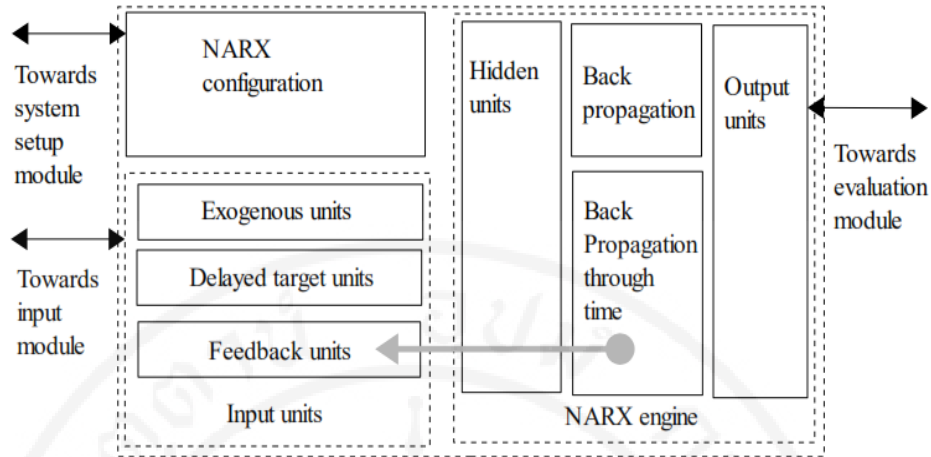 Towards
system
setup
module
NARX
configuration
Towards
input
module
Exogenous units
Delayed target units
Feedback units
Input units
Hidden
units
Back
propagation
Back
Propagation
through
time
Output
units
NARX engine
Towards
evaluation
module